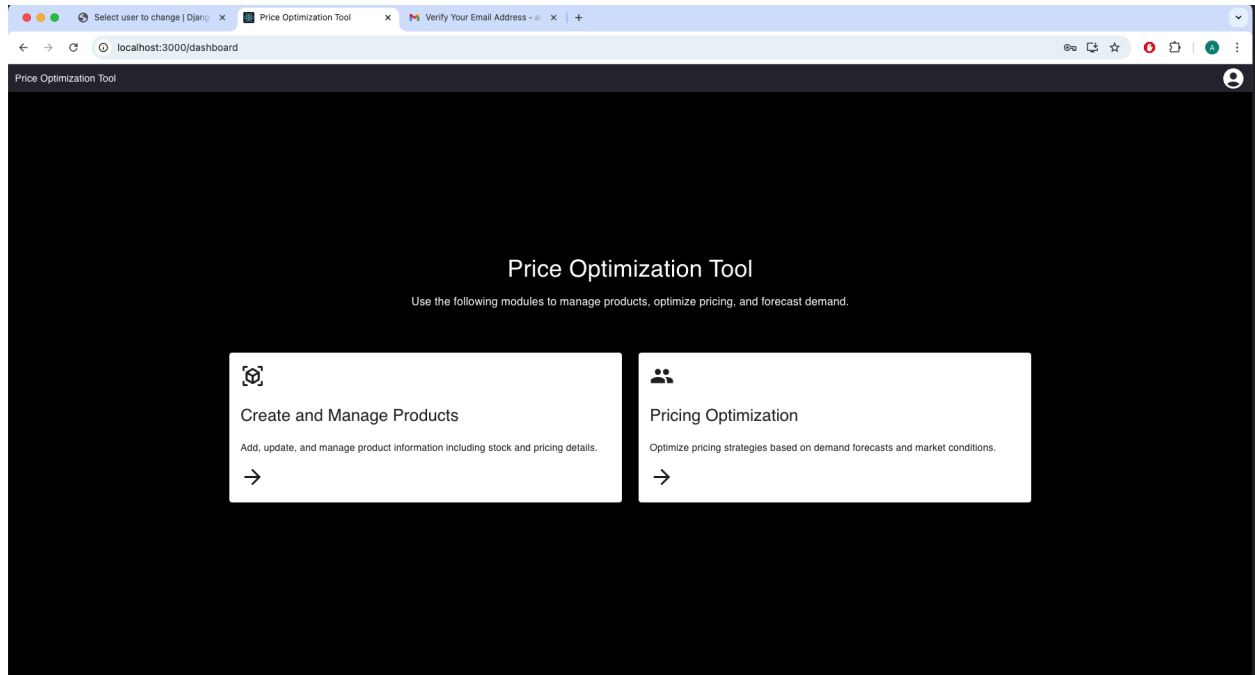 Select user to change | Djang
Price Optimization Tool
Verify Your Email Address - a
localhost:3000/dashboard
A
Price Optimization Tool
Price Optimization Tool
Use the following modules to manage products, optimize pricing, and forecast demand.
Create and Manage Products
Add, update, and manage product information including stock and pricing details.
Pricing Optimization
Optimize pricing strategies based on demand forecasts and market conditions.